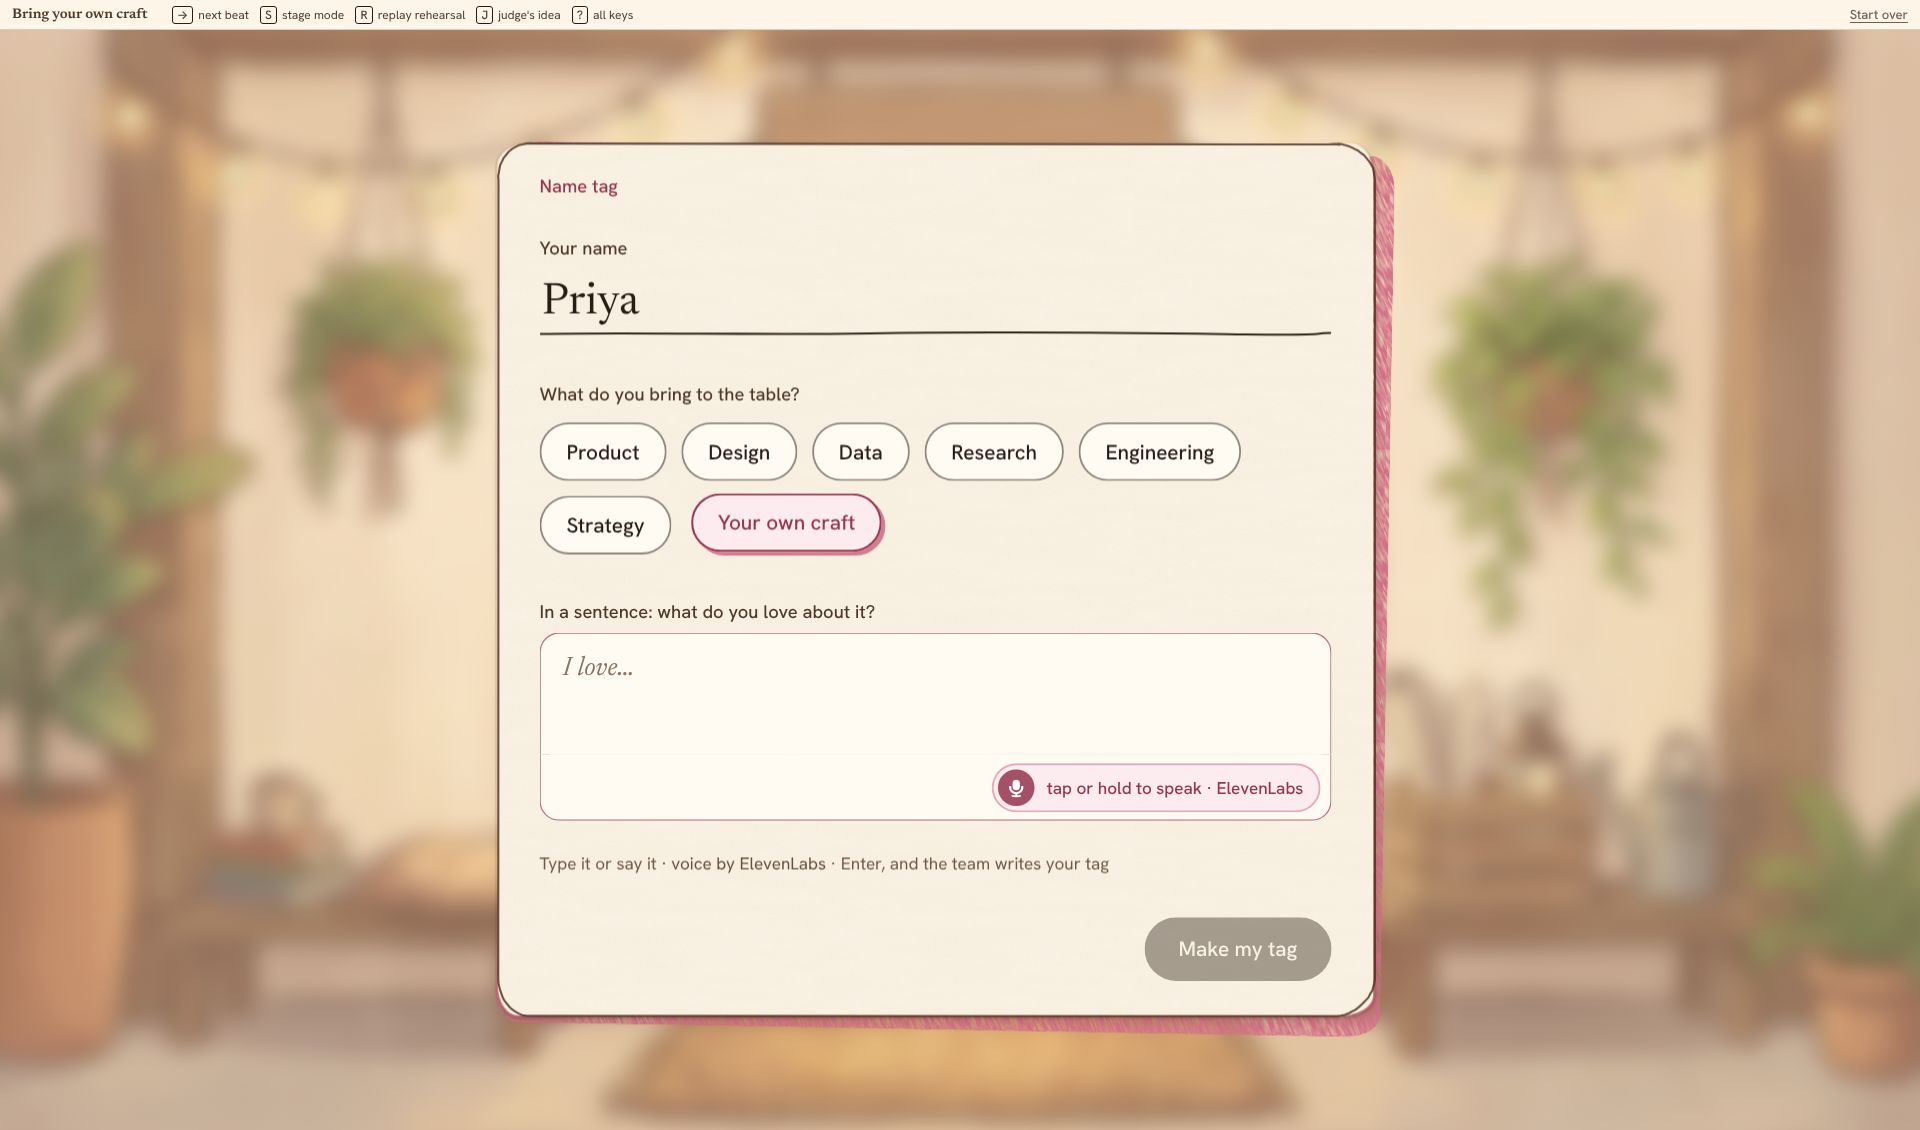 Bring your own craft → next beat S stage mode R replay rehearsal J judge's idea ? all keys Start over
Name tag
Your name
Priya
What do you bring to the table?
Product Design Data Research Engineering
Strategy Your own craft
In a sentence: what do you love about it?
I love...
tap or hold to speak · ElevenLabs
Type it or say it · voice by ElevenLabs · Enter, and the team writes your tag
Make my tag